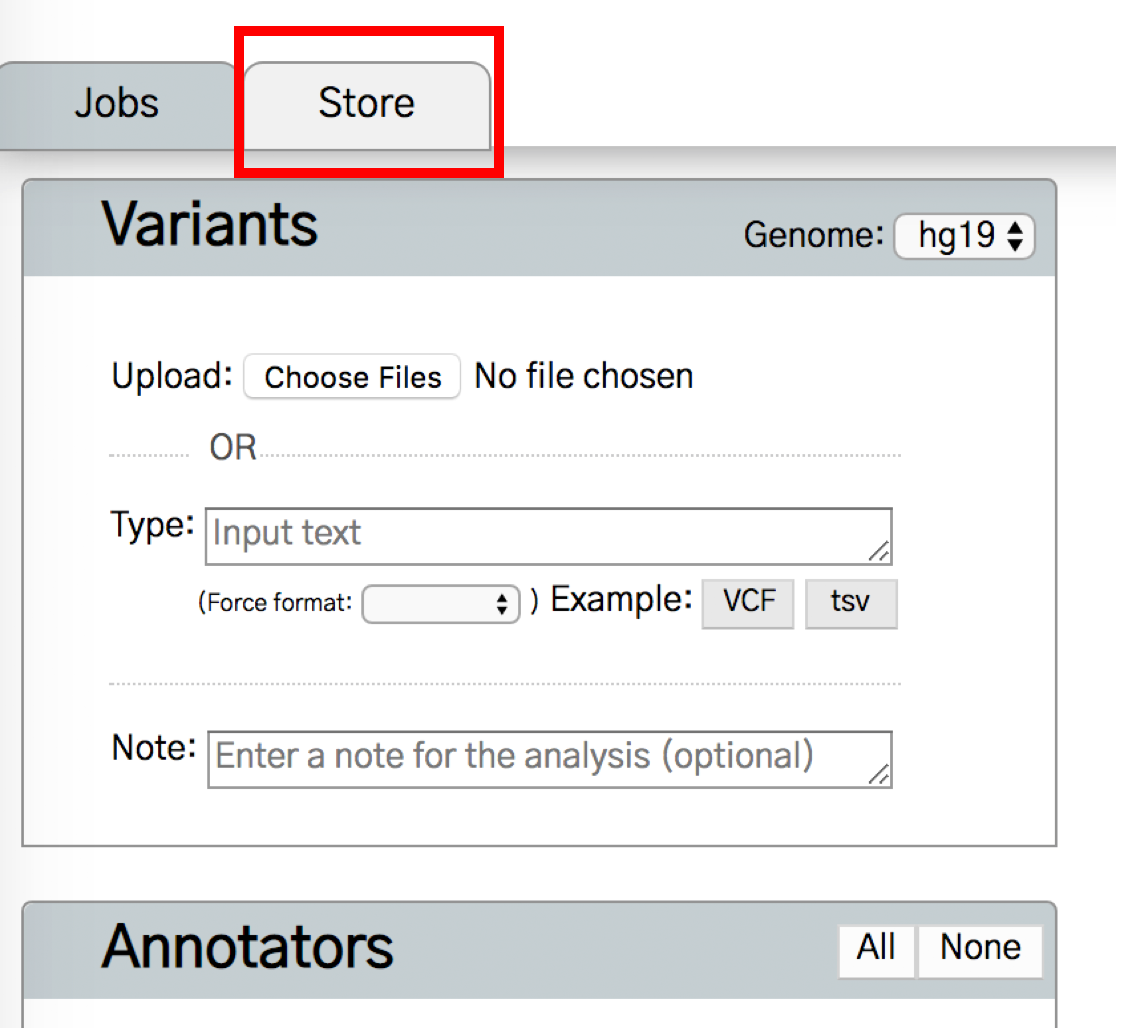 Jobs Store
Variants Genome: hg19
Upload: Choose Files No file chosen
OR
Type: Input text
(Force format: ) Example: VCF tsv
Note: Enter a note for the analysis (optional)
Annotators All None